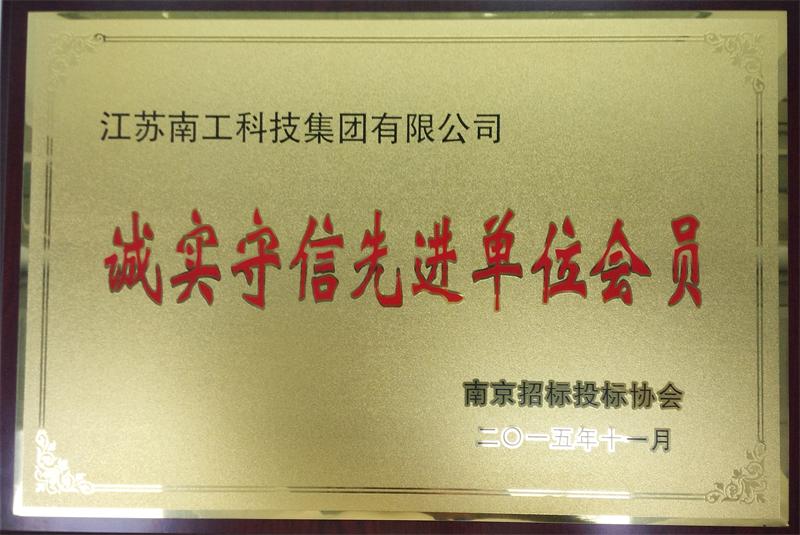 江苏南工科技集团有限公司
诚实守信先进单位会员
南京招标投标协会
二〇一五年十一月